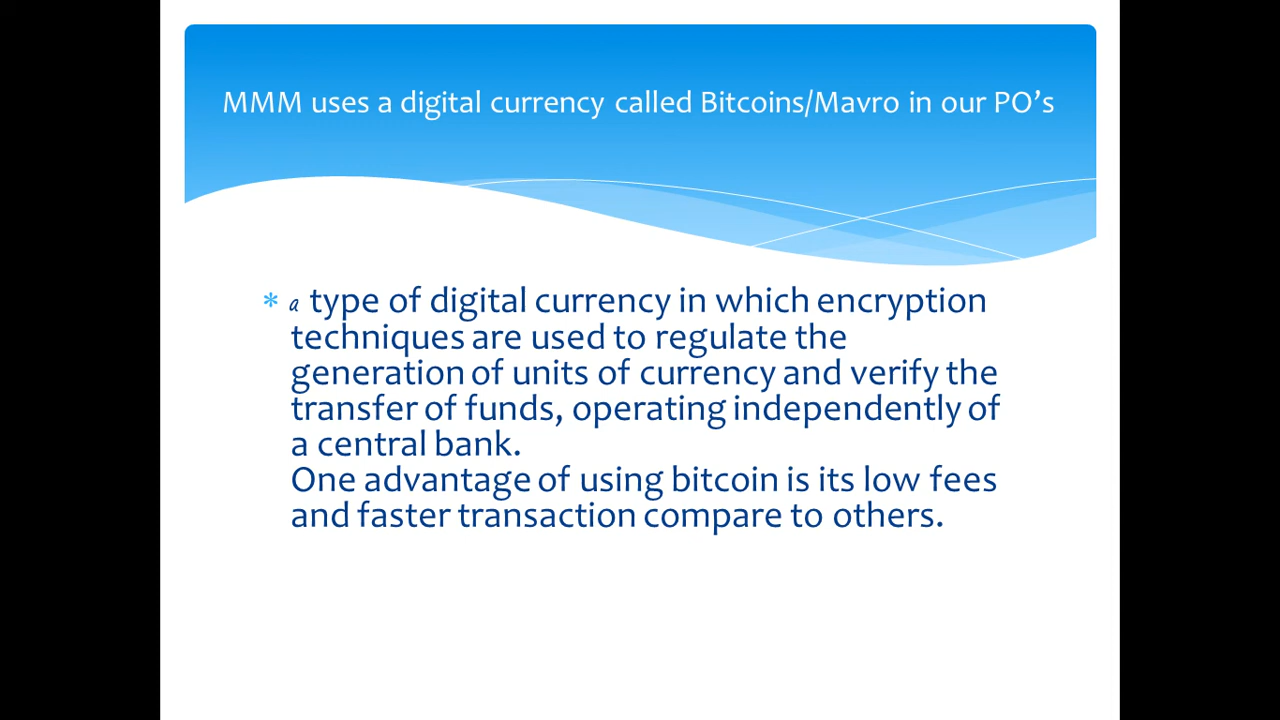 MMM uses a digital currency called Bitcoins/Mavro in our PO’s
* a type of digital currency in which encryption
techniques are used to regulate the
generation of units of currency and verify the
transfer of funds, operating independently of
a central bank.
One advantage of using bitcoin is its low fees
and faster transaction compare to others.